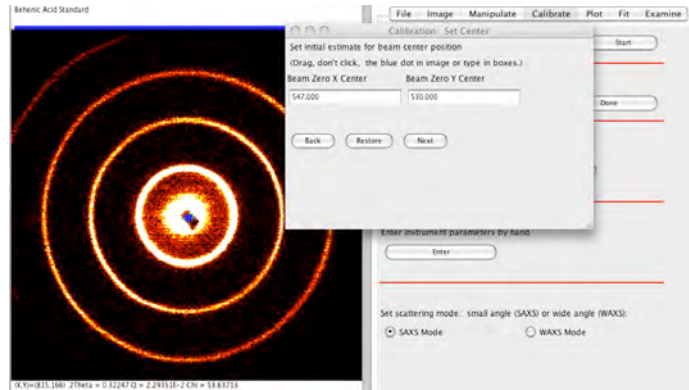 Behenic Acid Standard
File Image Manipulate Calibrate Plot Fit Examine
Calibration: Set Center
Set initial estimate for beam center position
(Drag, don't click, the blue dot in image or type in boxes.)
Beam Zero X Center Beam Zero Y Center
547.000 530.000
Back Restore Next
Start
Done
Enter instrument parameters by hand
Enter
Set scattering mode: small angle (SAXS) or wide angle (WAXS):
SAXS Mode WAXS Mode
(X,Y)=(815,166) 2Theta = 0.32247 Q = 2.29351E-2 Chi = 53.63713